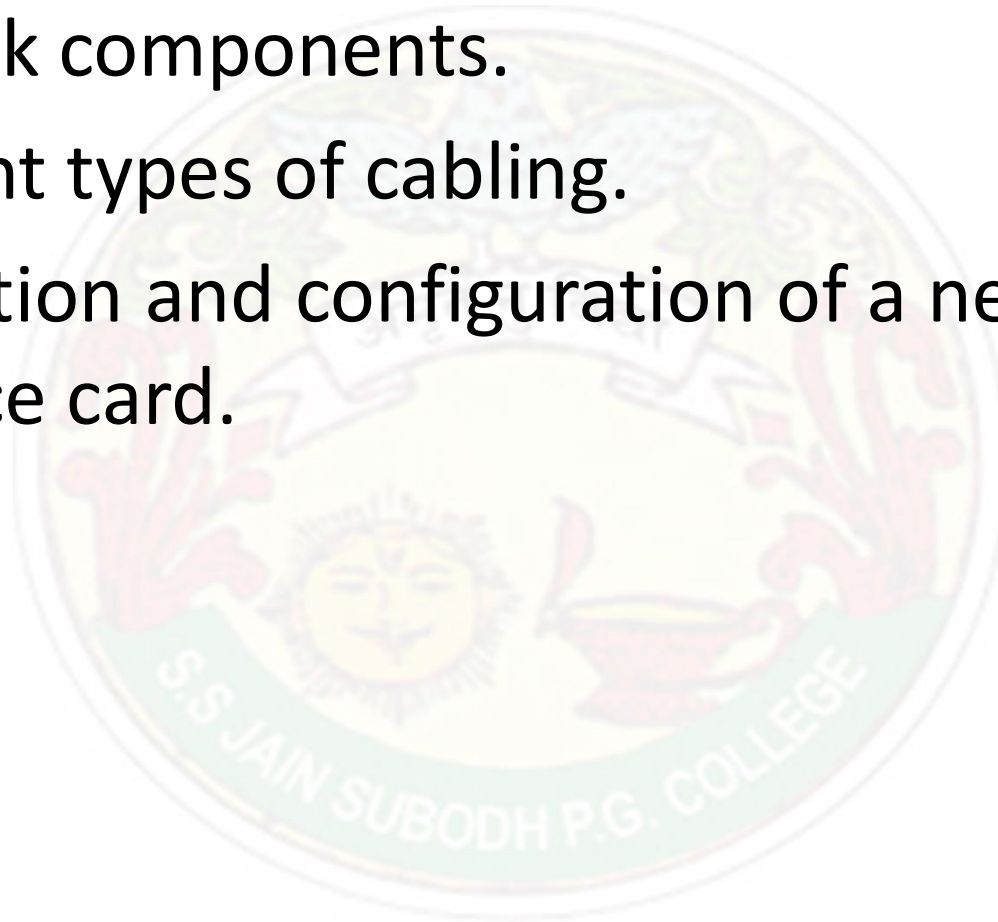 k components.
nt types of cabling.
tion and configuration of a ne
ce card.
S.S JAIN SUBODH P.G. COLLEGE